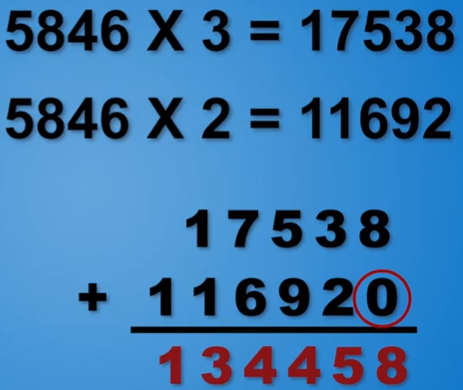 5846 X 3 = 17538
5846 X 2 = 11692
17538
+ 116920
134458